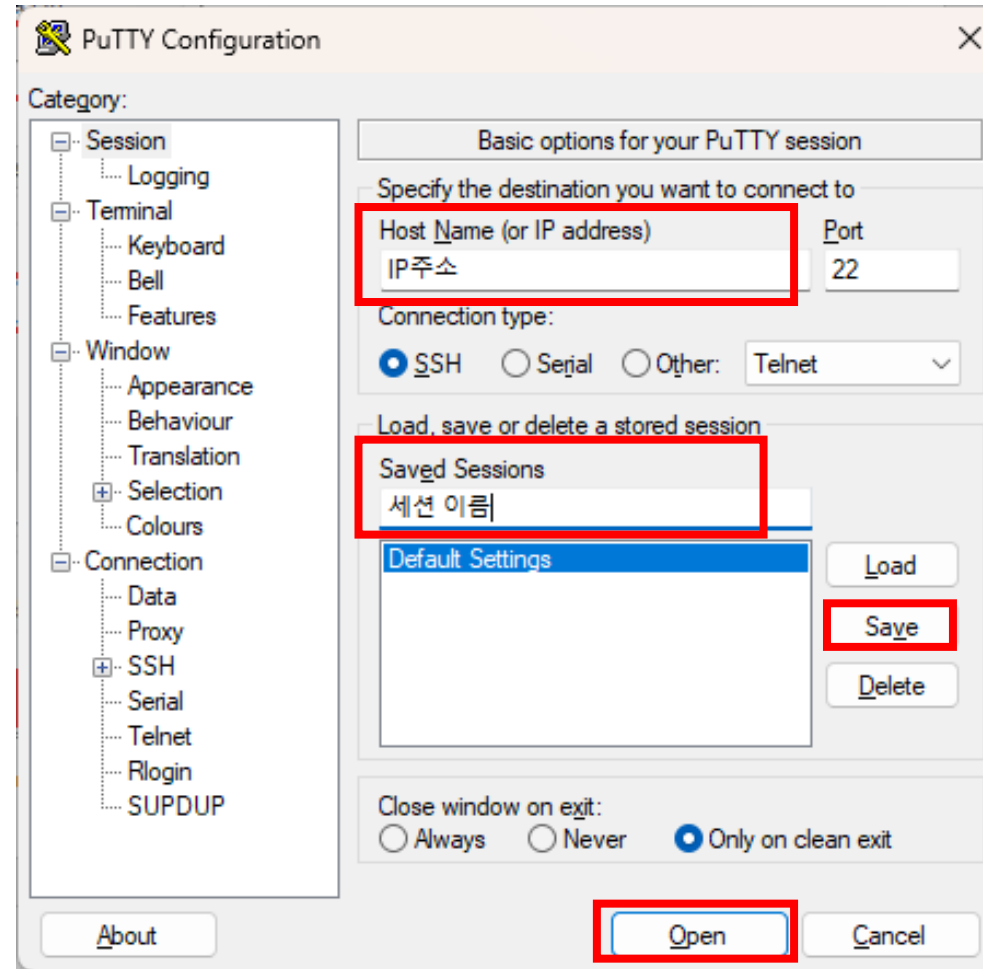 PuTTY Configuration
Category:
Session
Logging
Terminal
Keyboard
Bell
Features
Window
Appearance
Behaviour
Translation
Selection
Colours
Connection
Data
Proxy
SSH
Serial
Telnet
Rlogin
SUPDUP
Basic options for your PuTTY session
Specify the destination you want to connect to
Host Name (or IP address) Port
IP주소 22
Connection type:
SSH Serial Other: Telnet
Load, save or delete a stored session
Saved Sessions
세션 이름
Default Settings
Load
Save
Delete
Close window on exit:
Always Never Only on clean exit
About Open Cancel